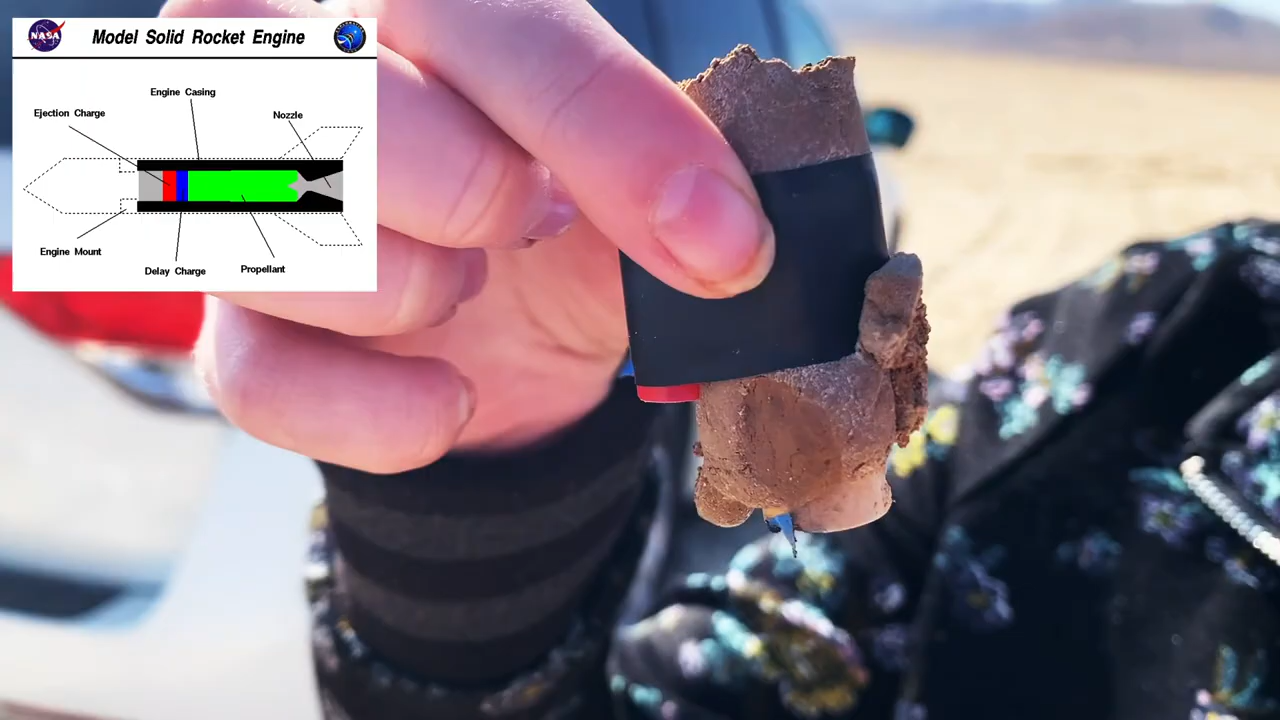 NASA
Model Solid Rocket Engine
Engine Casing
Ejection Charge
Nozzle
Engine Mount
Delay Charge
Propellant